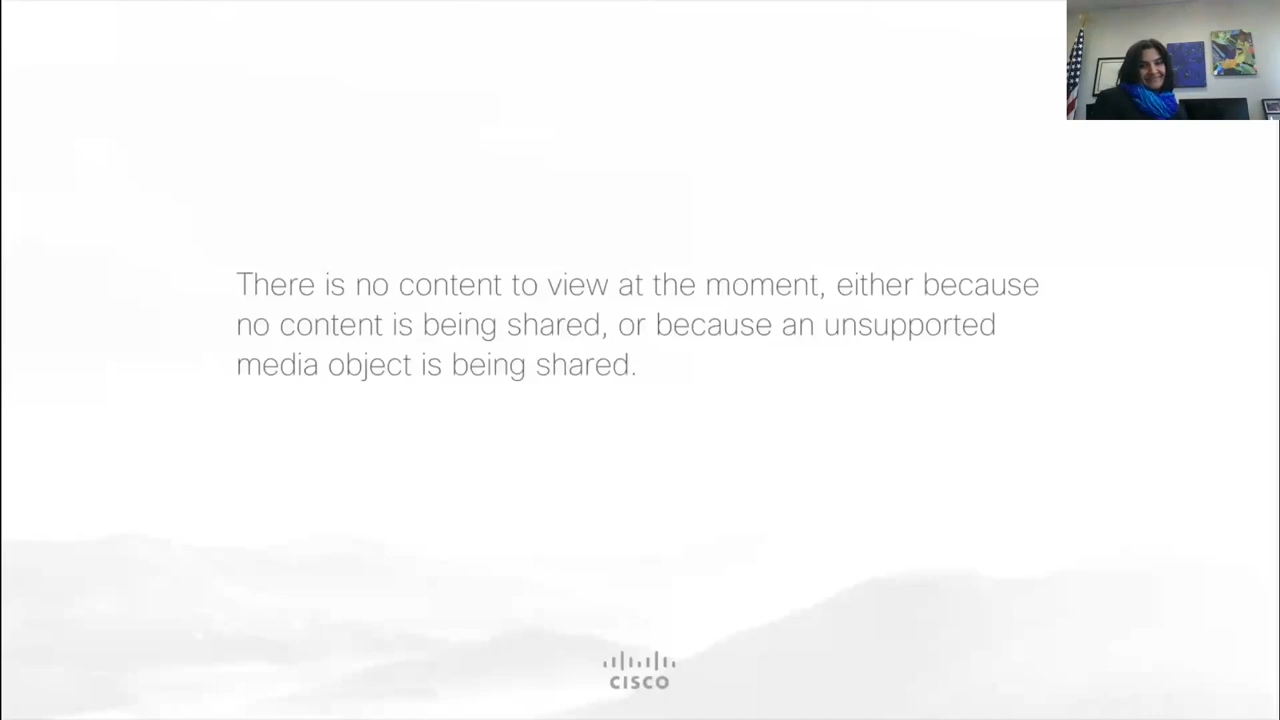 There is no content to view at the moment, either because
no content is being shared, or because an unsupported
media object is being shared.
CISCO